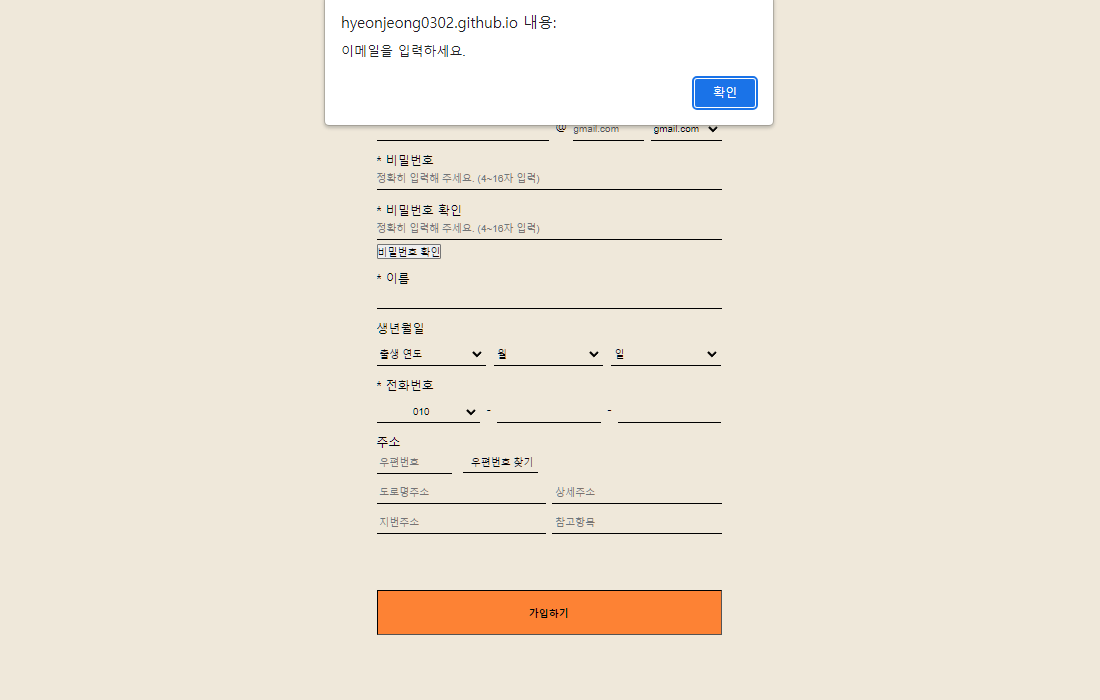 hyeonjeong0302.github.io 내용:
이메일을 입력하세요.
확인
@ gmail.com gmail.com
* 비밀번호
정확히 입력해 주세요. (4~16자 입력)
* 비밀번호 확인
정확히 입력해 주세요. (4~16자 입력)
비밀번호 확인
* 이름
생년월일
출생 연도 월 일
* 전화번호
010 - -
주소
우편번호 우편번호 찾기
도로명주소 상세주소
지번주소 참고항목
가입하기